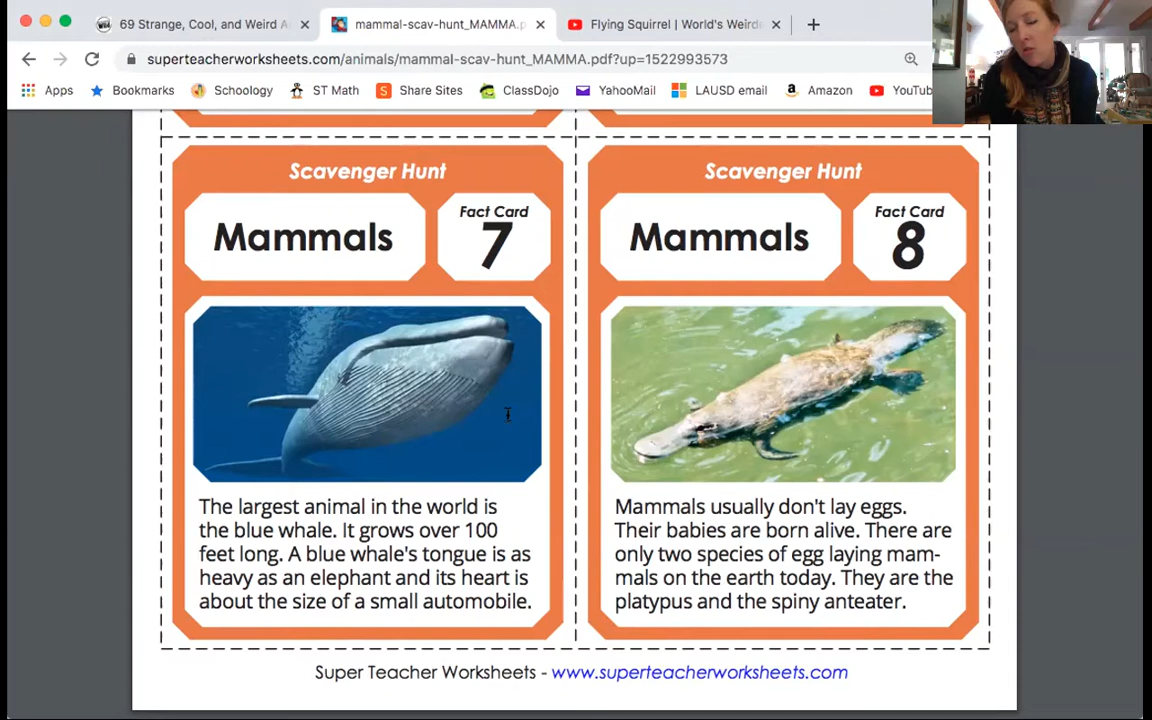 69 Strange, Cool, and Weird A
mammal-scav-hunt_MAMMA.p
Flying Squirrel | World's Weird
superteacherworksheets.com/animals/mammal-scav-hunt_MAMMA.pdf?up=1522993573
Apps Bookmarks Schoology ST Math Share Sites ClassDojo YahooMail LAUSD email Amazon YouTub
Scavenger Hunt
Mammals
Fact Card
7
The largest animal in the world is
the blue whale. It grows over 100
feet long. A blue whale's tongue is as
heavy as an elephant and its heart is
about the size of a small automobile.
Scavenger Hunt
Mammals
Fact Card
8
Mammals usually don't lay eggs.
Their babies are born alive. There are
only two species of egg laying mam-
mals on the earth today. They are the
platypus and the spiny anteater.
Super Teacher Worksheets - www.superteacherworksheets.com